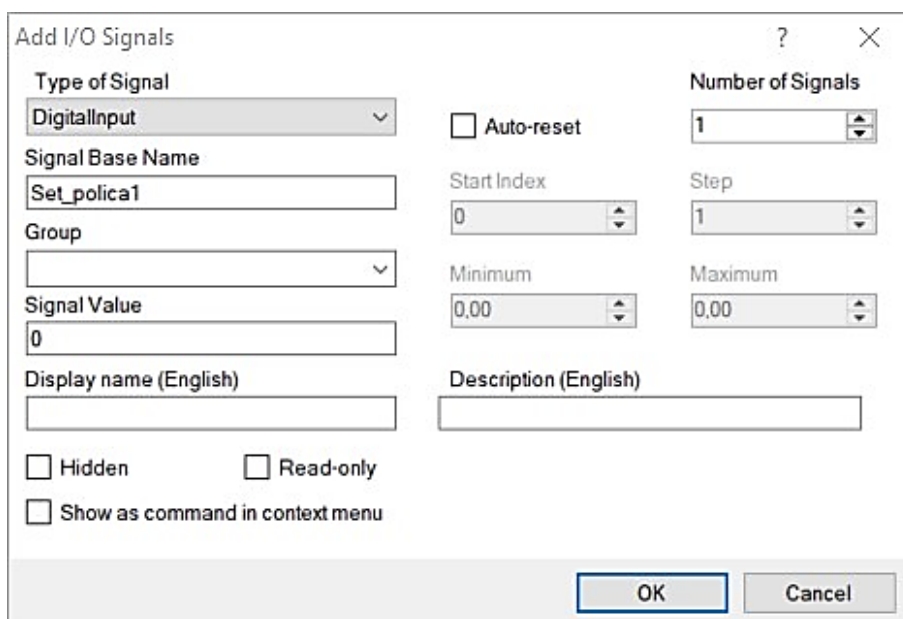 Add I/O Signals ?
Type of Signal
Number of Signals
DigitalInput
Auto-reset
1
Signal Base Name
Set_polica1
Start Index
Step
0
1
Group
Minimum
Maximum
Signal Value
0,00
0,00
0
Display name (English)
Description (English)
Hidden
Read-only
Show as command in context menu
OK
Cancel